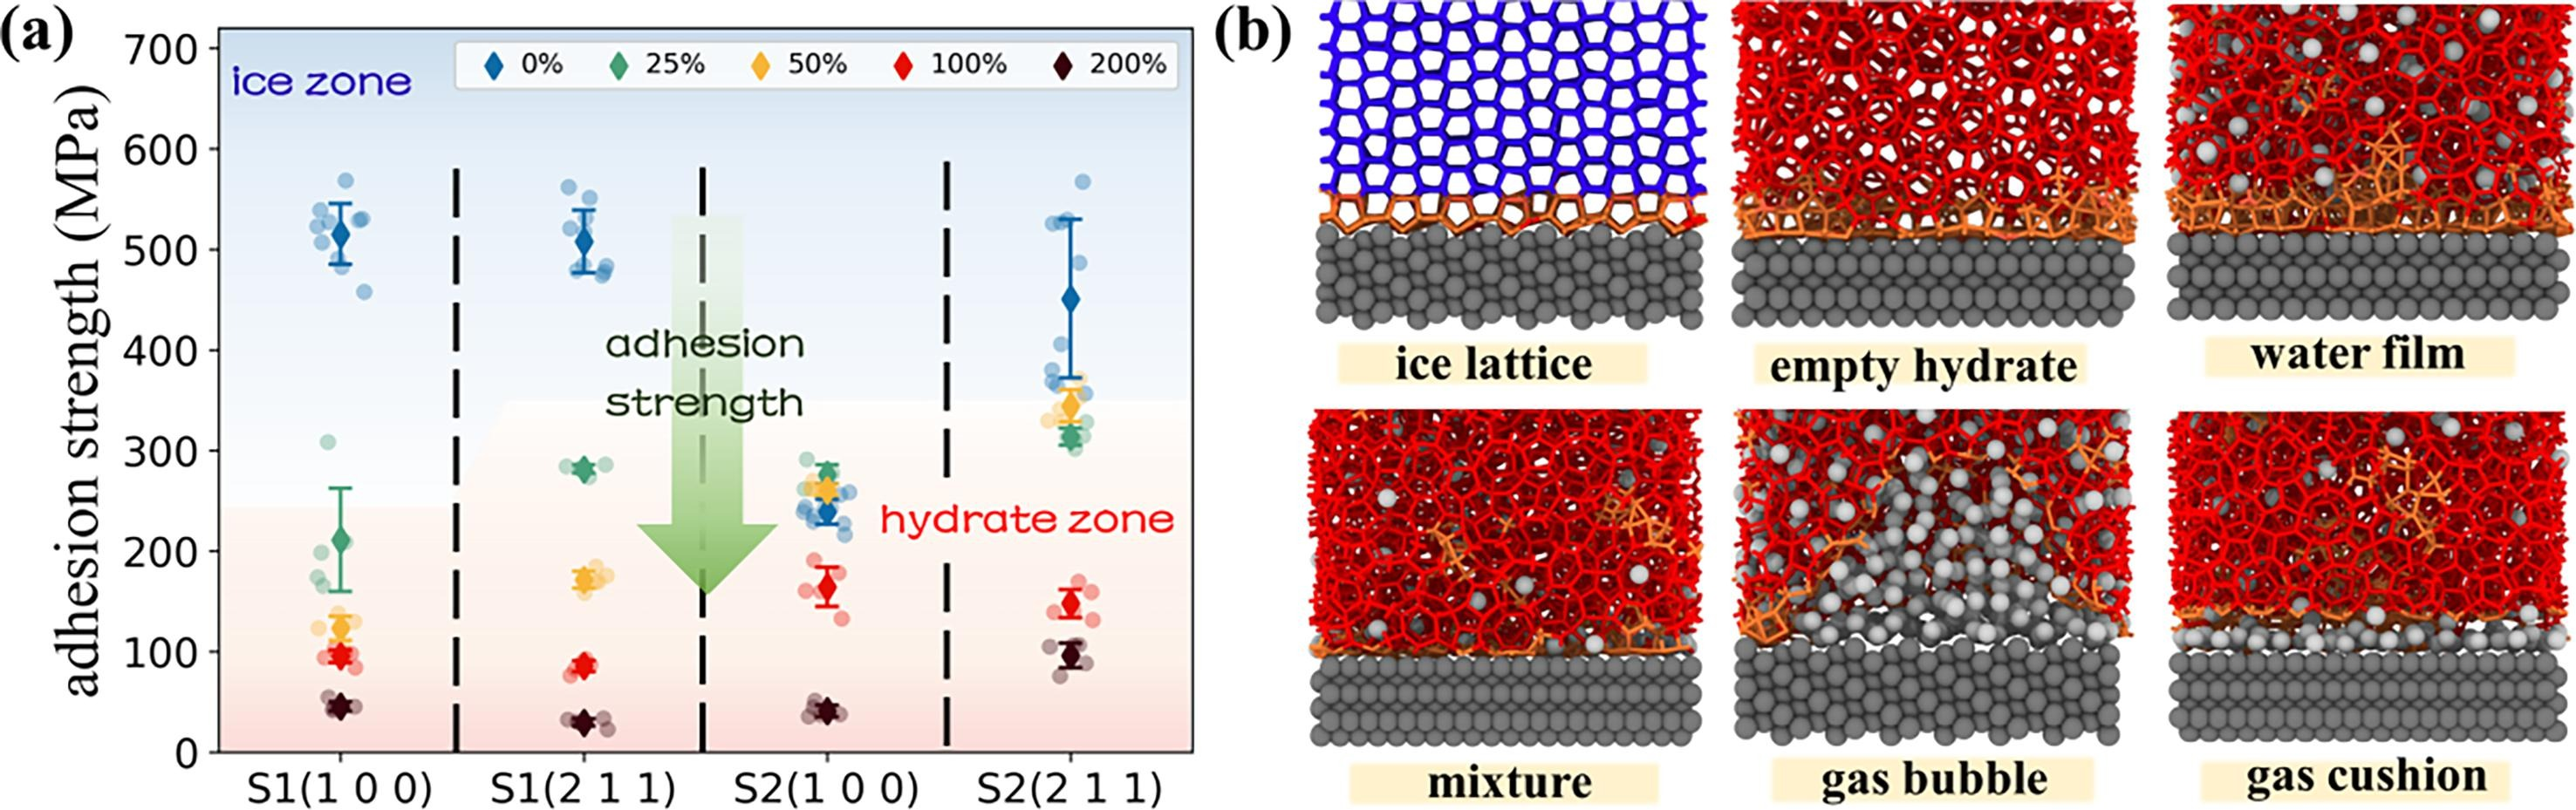 (a)
adhesion strength (MPa)
700
600
500
400
300
200
100
0
ice zone
0% 25% 50% 100% 200%
adhesion
strength
hydrate zone
S1(1 0 0) S1(2 1 1) S2(1 0 0) S2(2 1 1)
(b)
ice lattice
empty hydrate
water film
mixture
gas bubble
gas cushion